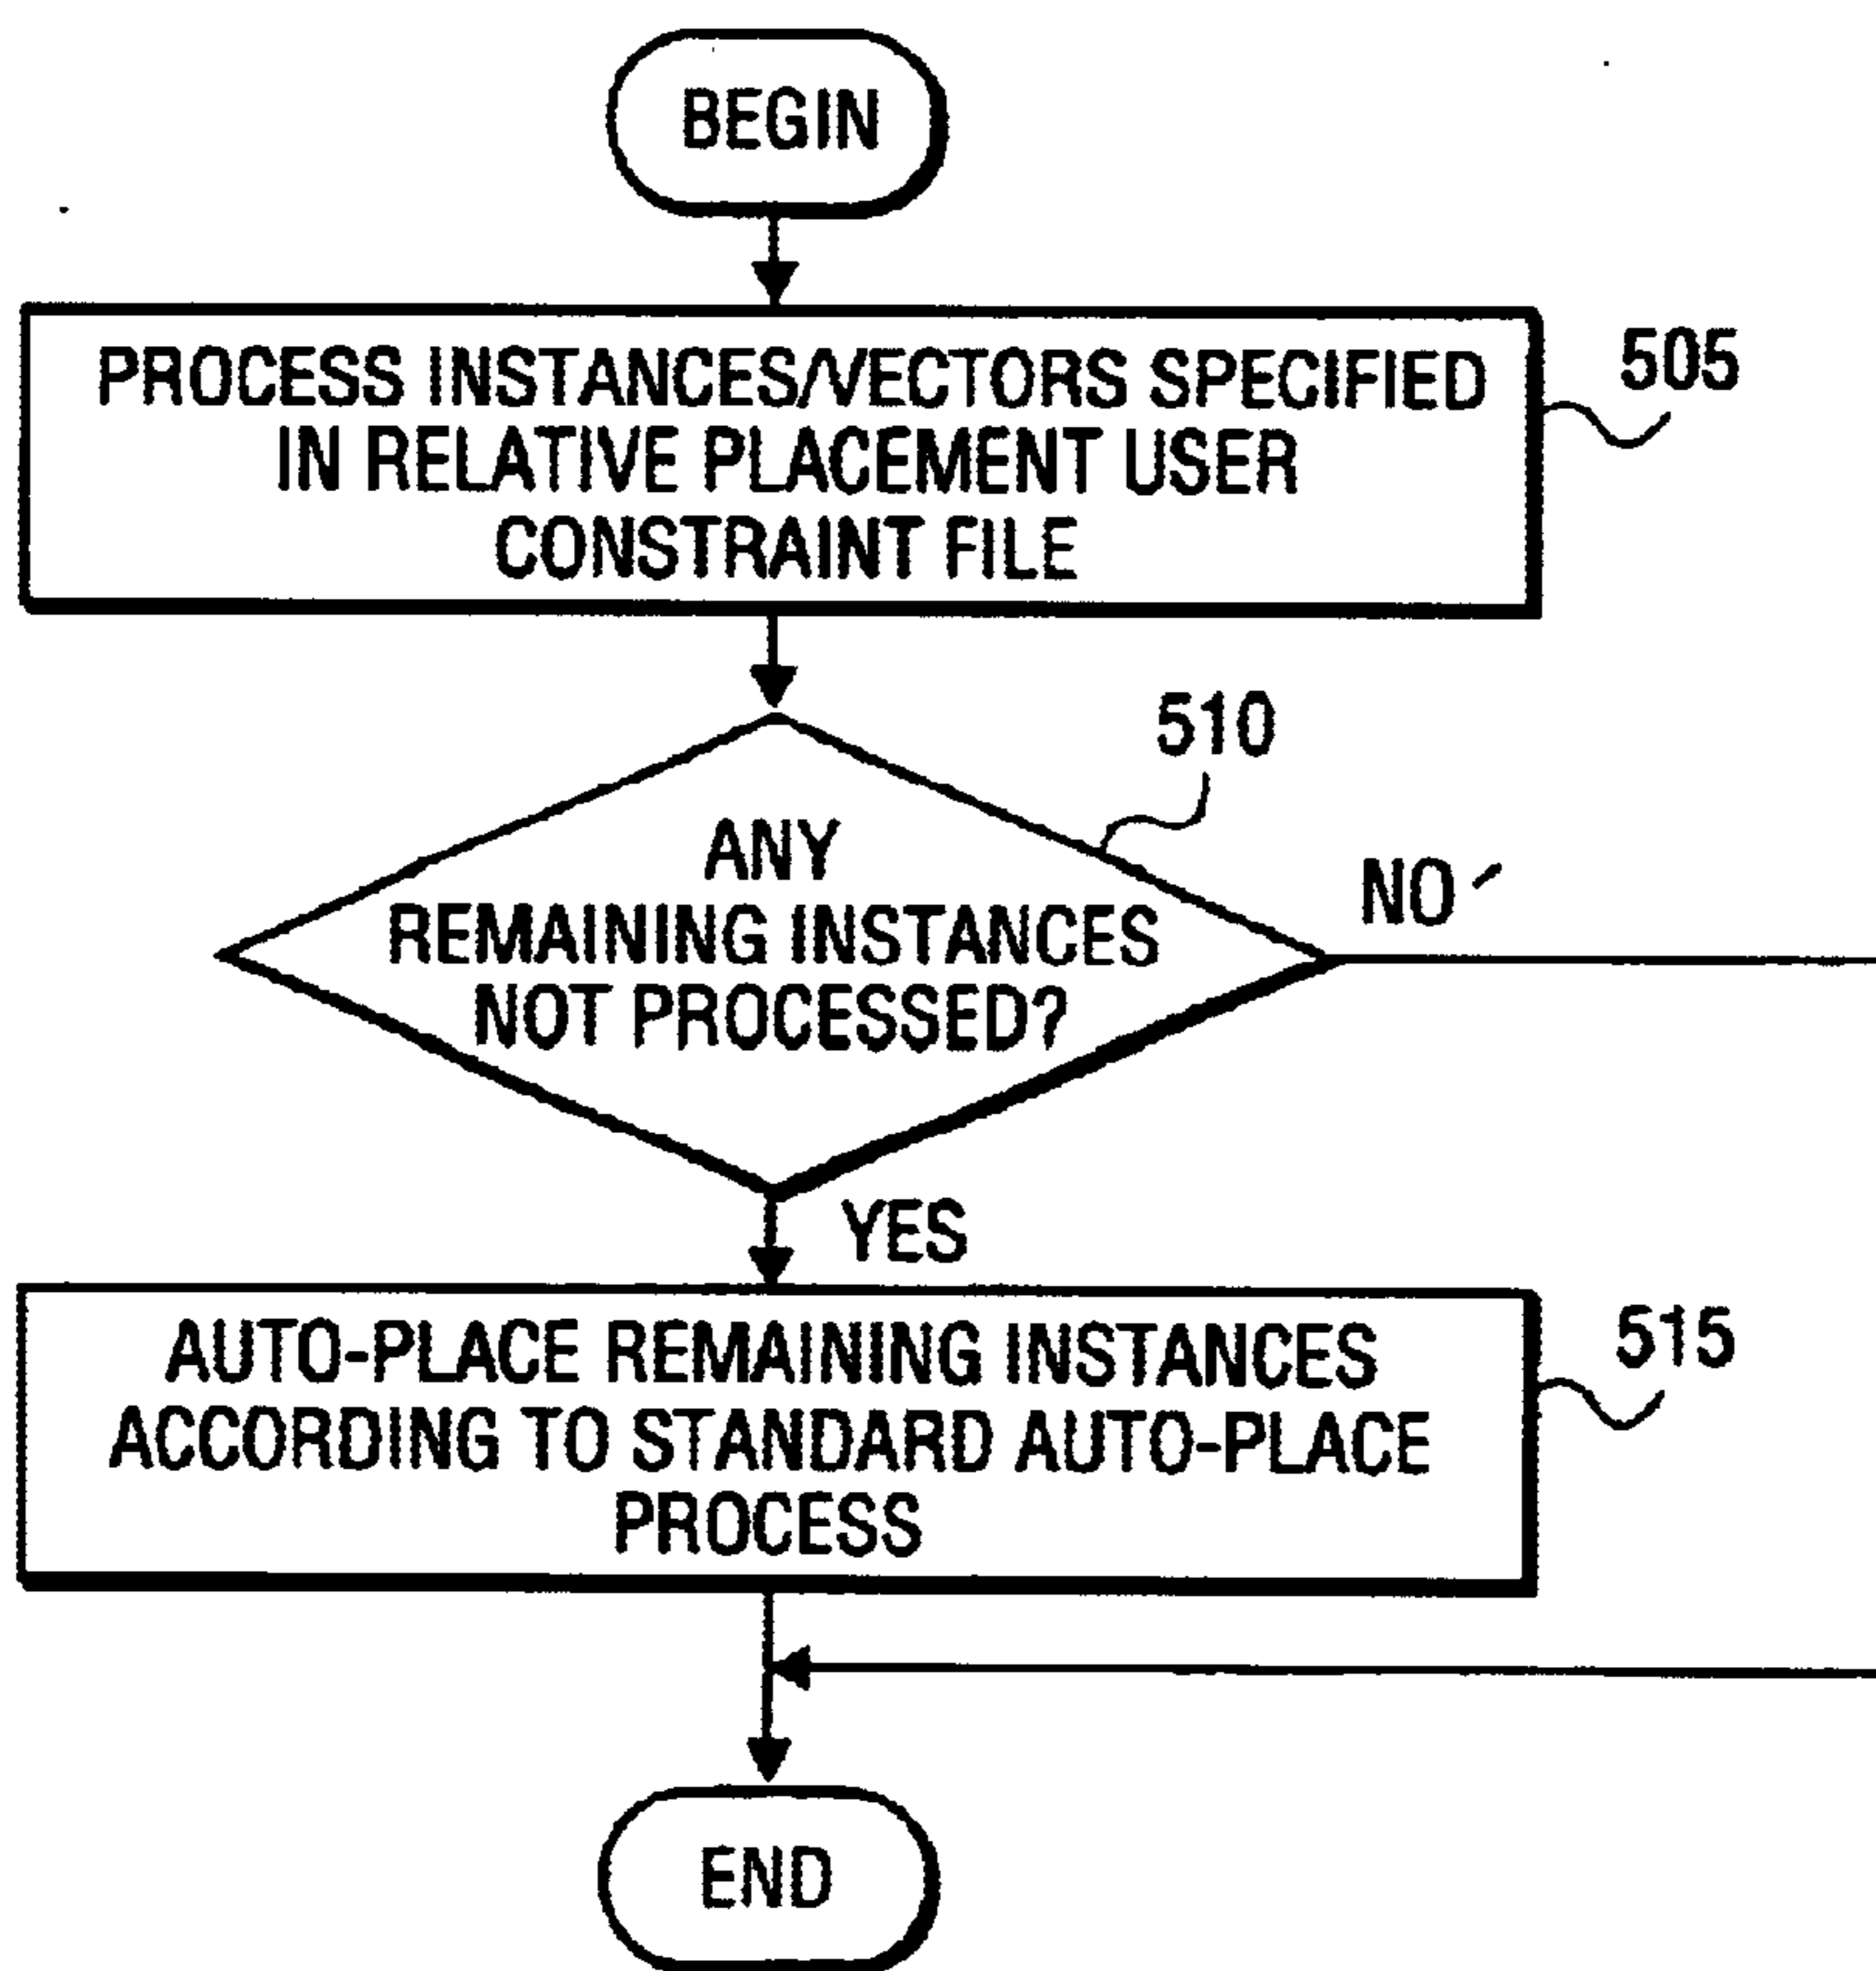 BEGIN
PROCESS INSTANCES/VECTORS SPECIFIED
IN RELATIVE PLACEMENT USER
CONSTRAINT FILE
505
510
ANY
REMAINING INSTANCES
NOT PROCESSED?
NO
YES
AUTO-PLACE REMAINING INSTANCES
ACCORDING TO STANDARD AUTO-PLACE
PROCESS
515
END